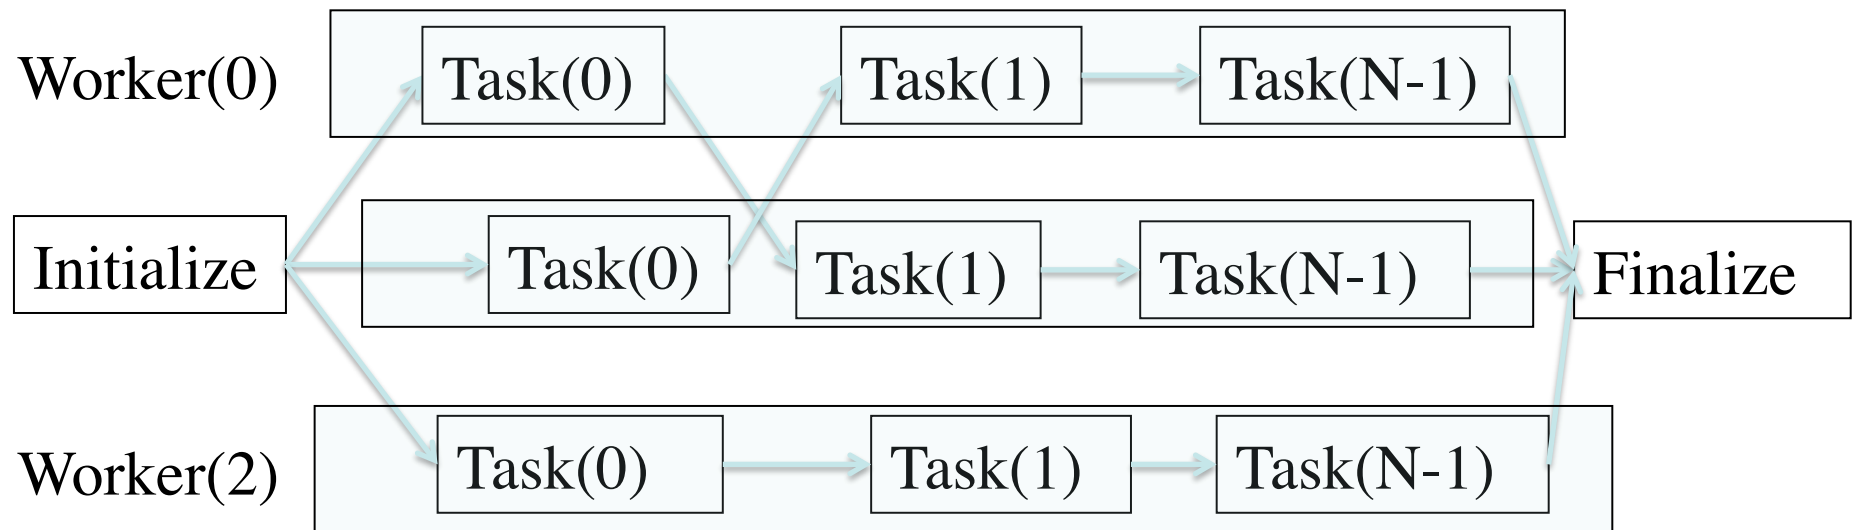 Worker(0)
Task(0)
Task(1)
Task(N-1)
Initialize
Task(0)
Task(1)
Task(N-1)
Finalize
Worker(2)
Task(0)
Task(1)
Task(N-1)